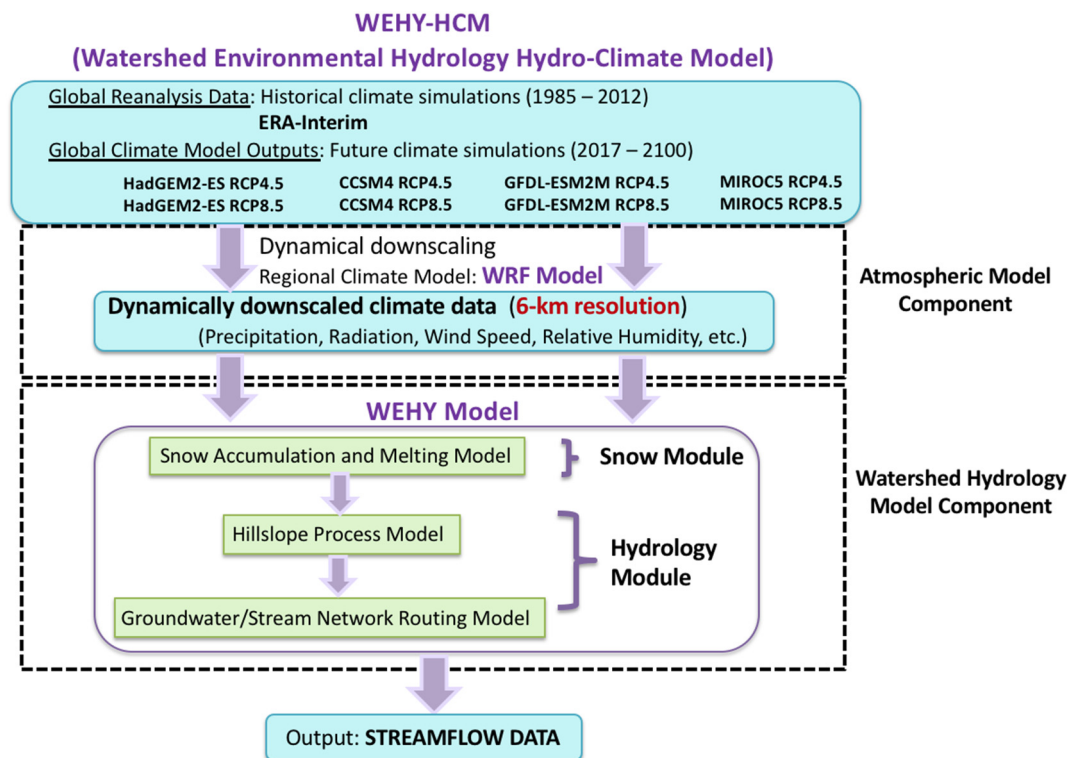 WEHY-HCM
(Watershed Environmental Hydrology Hydro-Climate Model)
Global Reanalysis Data: Historical climate simulations (1985 – 2012)
ERA-Interim
Global Climate Model Outputs: Future climate simulations (2017 – 2100)
HadGEM2-ES RCP4.5 CCSM4 RCP4.5 GFDL-ESM2M RCP4.5 MIROC5 RCP4.5
HadGEM2-ES RCP8.5 CCSM4 RCP8.5 GFDL-ESM2M RCP8.5 MIROC5 RCP8.5
Dynamical downscaling
Regional Climate Model: WRF Model
Atmospheric Model
Component
Dynamically downscaled climate data (6-km resolution)
(Precipitation, Radiation, Wind Speed, Relative Humidity, etc.)
WEHY Model
Snow Accumulation and Melting Model
Snow Module
Watershed Hydrology
Model Component
Hillslope Process Model
Hydrology
Module
Groundwater/Stream Network Routing Model
Output: STREAMFLOW DATA